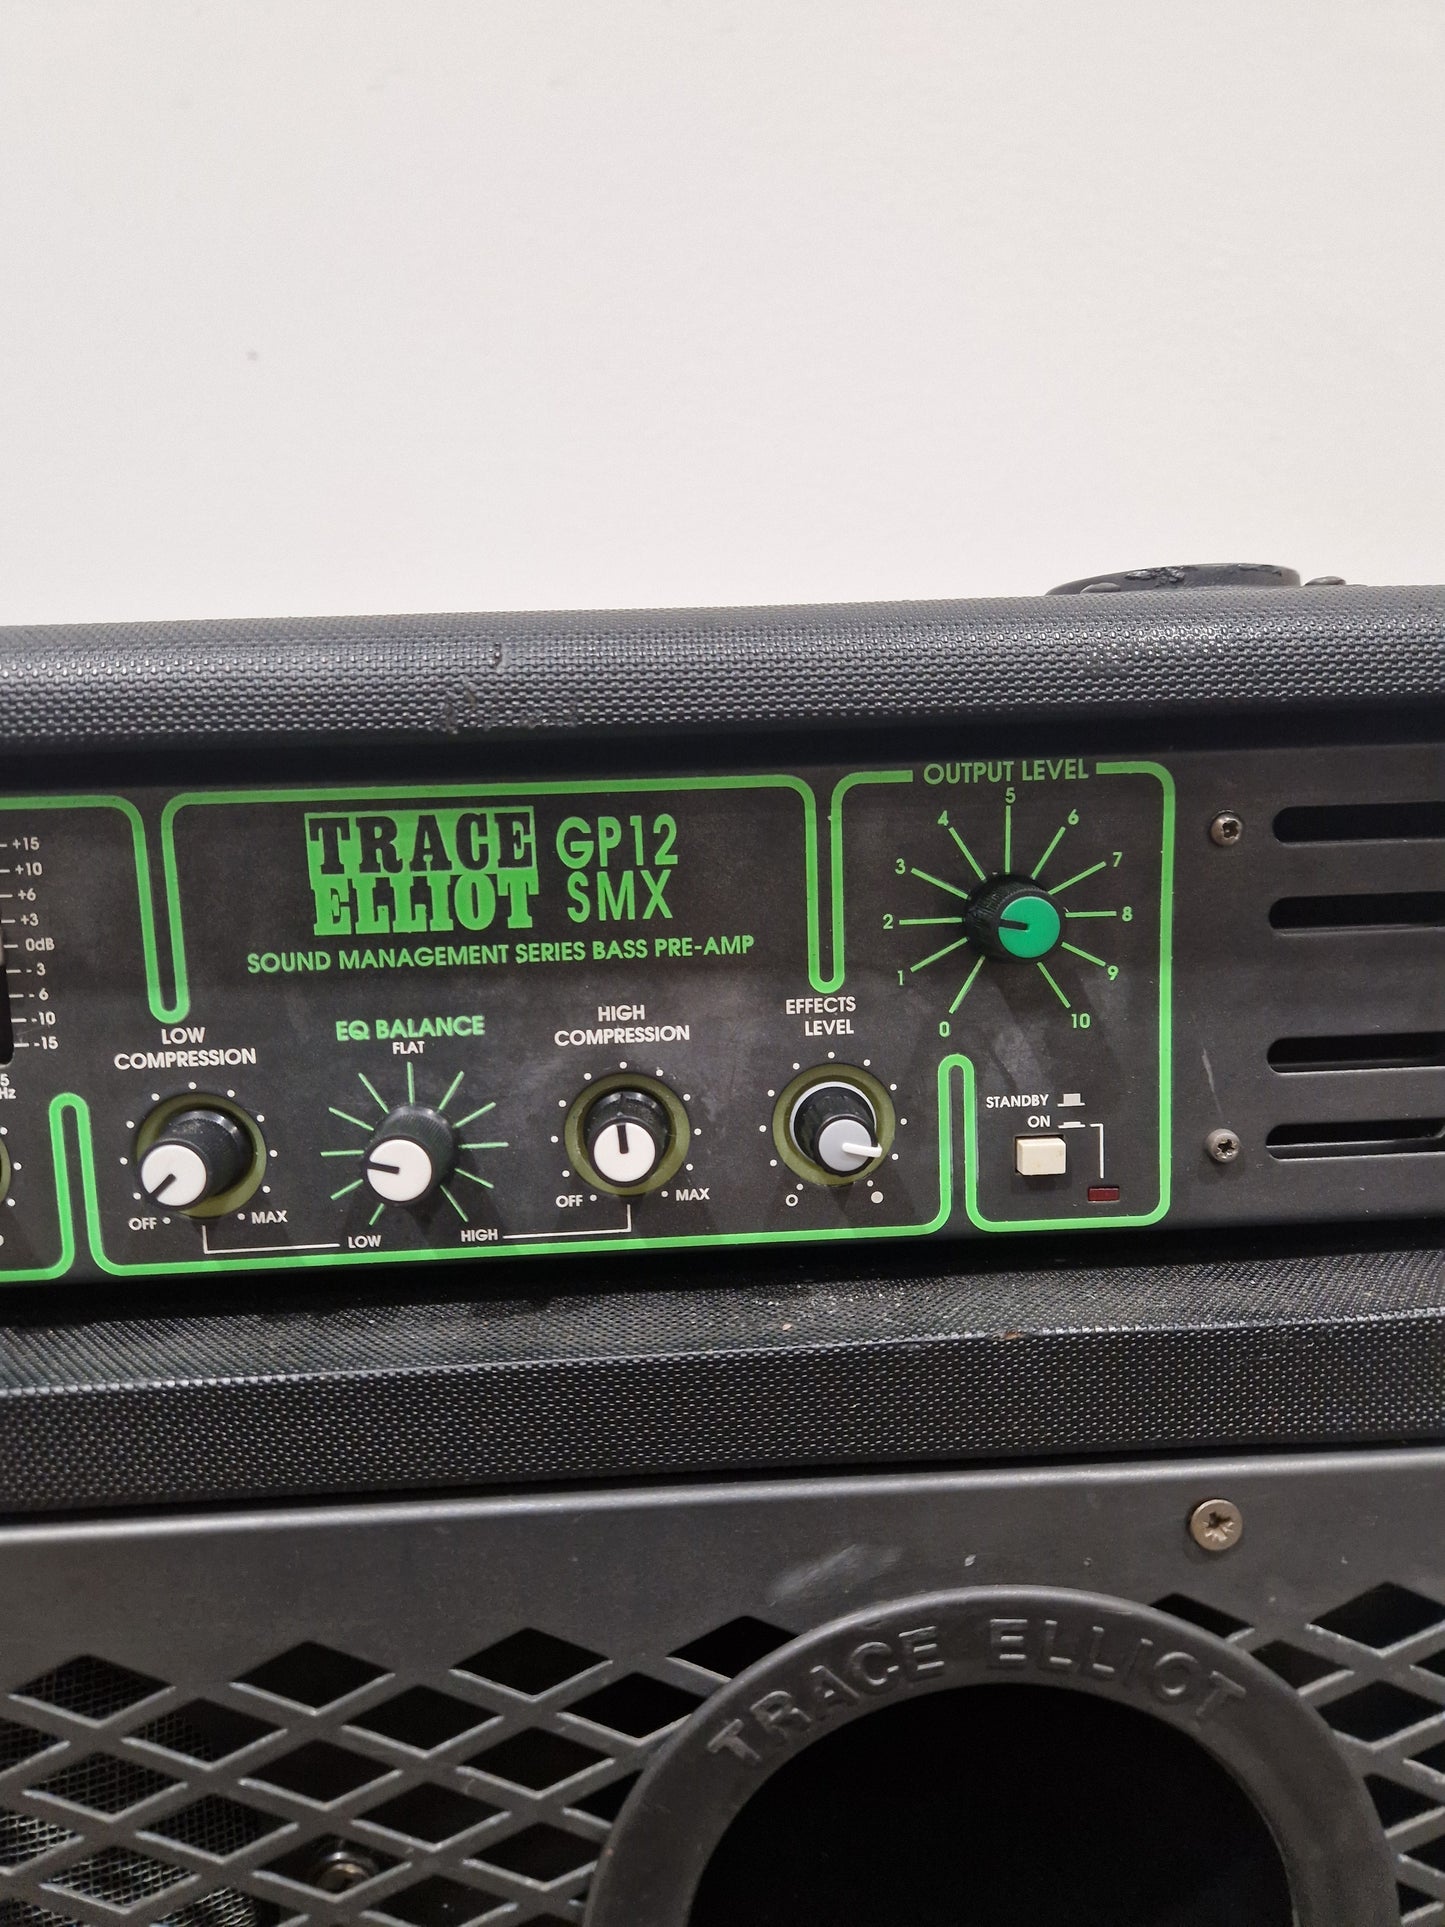 OUTPUT LEVEL
0
1
2
3
4
5
6
7
8
9
10
TRACE
ELLIOT
GP12
SMX
SOUND MANAGEMENT SERIES BASS PRE-AMP
+15
+10
+6
+3
0dB
-3
-6
-10
-15
5
Hz
LOW
COMPRESSION
OFF
MAX
EQ BALANCE
FLAT
LOW
HIGH
HIGH
COMPRESSION
OFF
MAX
EFFECTS
LEVEL
STANDBY
ON
TRACE ELLIOT